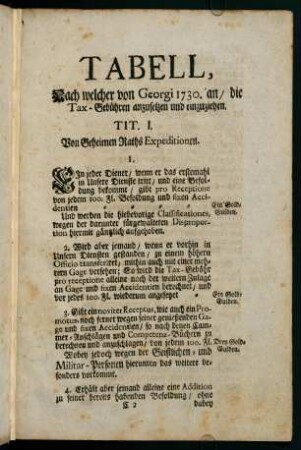 TABELL,
Nach welcher von Georgi 1730. an/ die
Tax-Gebühren anzusetzen und einzuziehen.
TIT. I.
Von Geheimen Raths Expeditionen.
1.
EIn jeder Diener, wenn er das erstemahl
in Unsere Dienste tritt, und eine Besol-
dung bekommt, gibt pro Receptione
von jedem 100. Fl. Besoldung und fixen Acci-
dentien Ein Gold-
Gulden.
Und werden die hiebevorige Classificationes,
wegen der darunter fürgewalteten Dispropor-
tion hiermit gänzlich aufgehoben.
2. Wird aber jemand, wenn er vorhin in
Unsern Diensten gestanden, zu einem höhern
Officio transferiret, mithin auch mit einer meh-
rern Gage versehen; So wird die Tax-Gebühr
pro receptione alleine nach der weitern Zulage
an Gage und fixen Accidentien berechnet, und
vor jedes 100. Fl. wiederum angesetzet Ein Gold-
Gulden.
3. Gibt ein noviter Receptus, wie auch ein Pro-
motus, noch ferner wegen seiner geniessenden Ga-
ge und fixen Accidentien, so nach denen Cam-
mer-Anschlägen und Competenz-Büchern zu
berechnen und anzuschlagen, von jedem 100. Fl. Drey Gold-
Gulden.
Wobey jedoch wegen der Geistlichen- und
Militar-Personen hierunten das weitere be-
sonders vorkommt.
4. Erhält aber jemand alleine eine Addition
zu seiner bereits habenden Besoldung, ohne
C 2 dabey